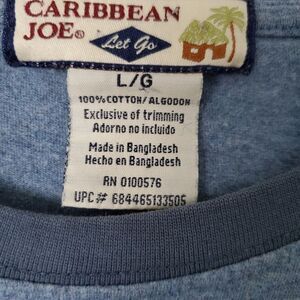 CARIBBEAN
JOE®
Let Go
L/G
100% COTTON/ALGODON
Exclusive of trimming
Adorno no incluido
Made in Bangladesh
Hecho en Bangladesh
RN 0100576
UPC# 684465133505